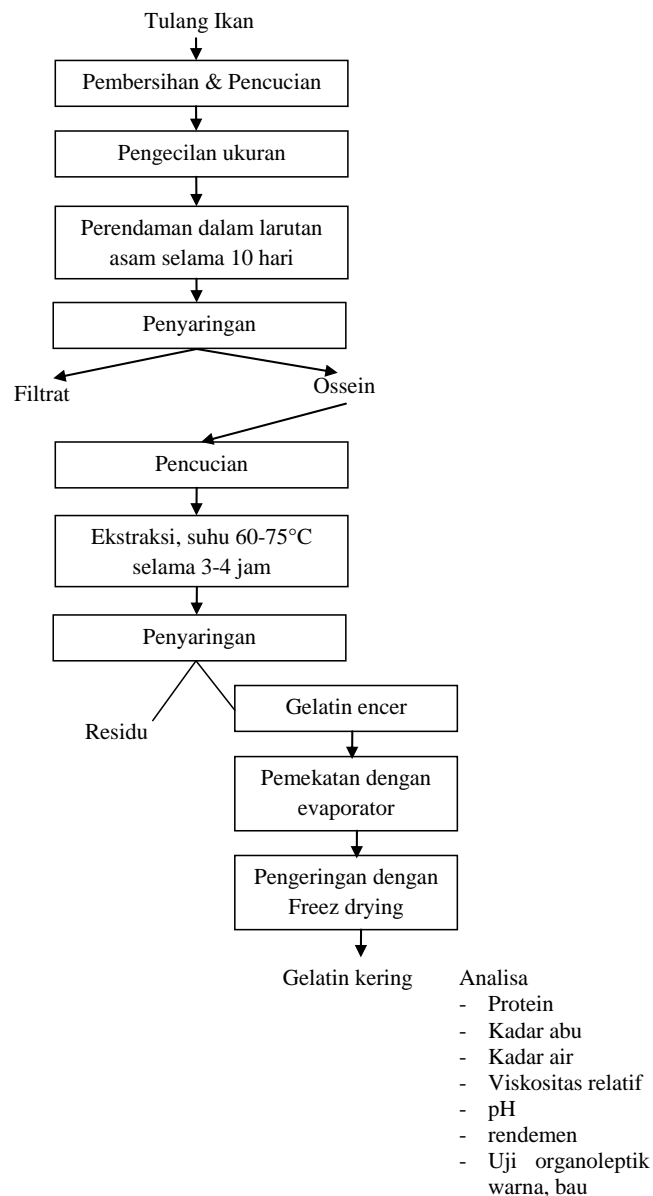 Tulang Ikan
Pembersihan & Pencucian
Pengecilan ukuran
Perendaman dalam larutan
asam selama 10 hari
Penyaringan
Filtrat
Ossein
Pencucian
Ekstraksi, suhu 60-75°C
selama 3-4 jam
Penyaringan
Residu
Gelatin encer
Pemekatan dengan
evaporator
Pengeringan dengan
Freez drying
Gelatin kering
Analisa
- Protein
- Kadar abu
- Kadar air
- Viskositas relatif
- pH
- rendemen
- Uji organoleptik
warna, bau